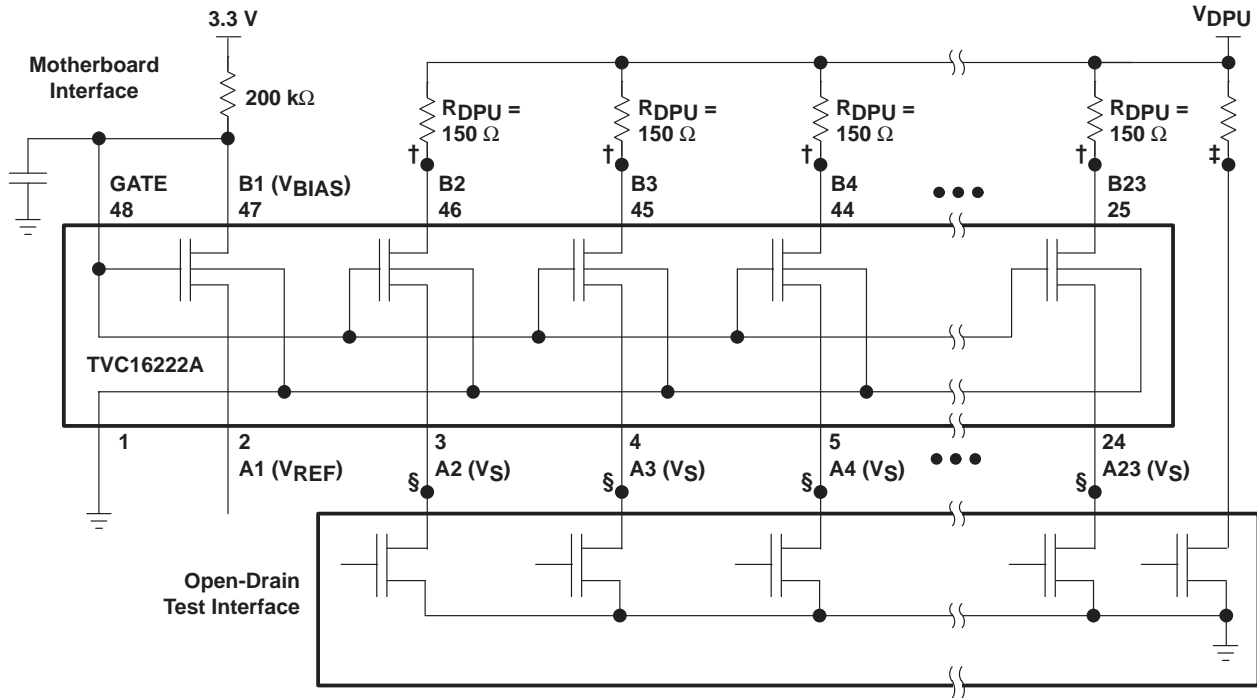 3.3 V
VDPU
Motherboard
Interface
200 kΩ
RDPU =
150 Ω
RDPU =
150 Ω
RDPU =
150 Ω
RDPU =
150 Ω
†
†
†
†
‡
GATE
48
B1 (VBIAS)
47
B2
46
B3
45
B4
44
B23
25
TVC16222A
1
2
A1 (VREF)
3
A2 (VS)
4
A3 (VS)
5
A4 (VS)
24
A23 (VS)
§
§
§
§
Open-Drain
Test Interface